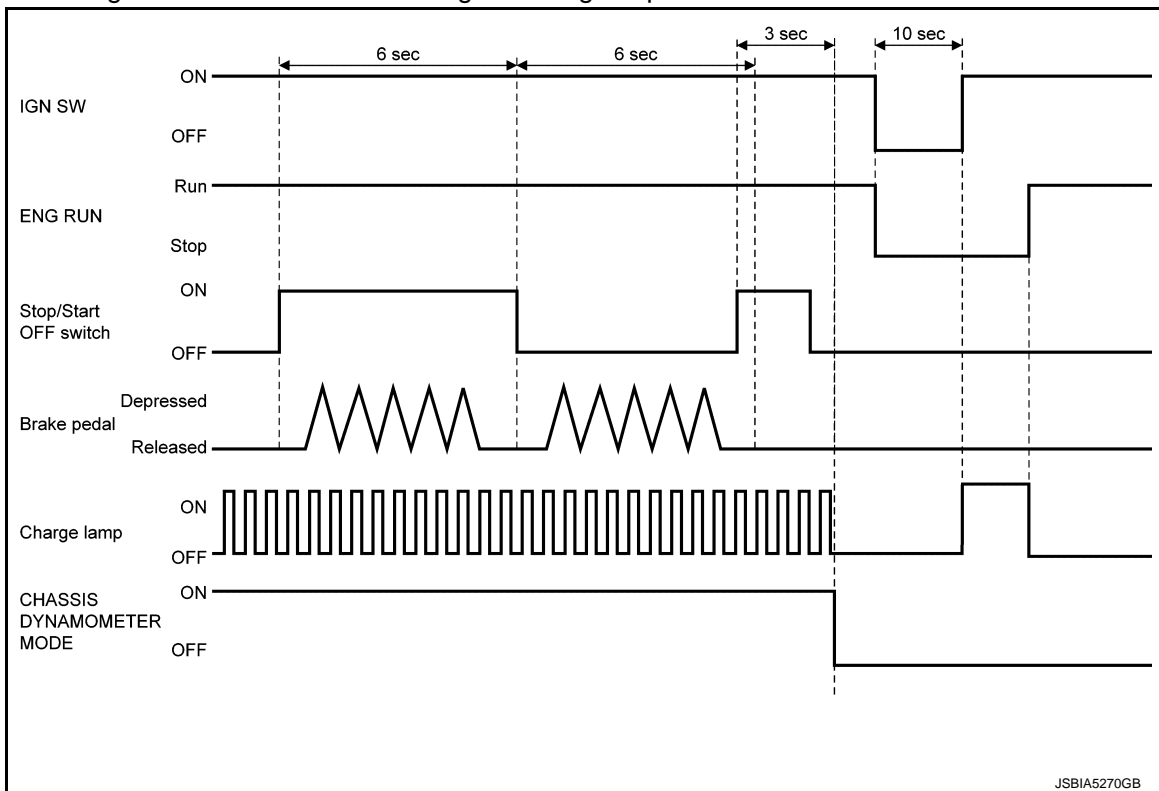 3 sec
10 sec
6 sec
6 sec
ON
IGN SW
OFF
Run
ENG RUN
Stop
ON
Stop/Start
OFF switch
OFF
Depressed
Brake pedal
Released
ON
Charge lamp
OFF
ON
CHASSIS
DYNAMOMETER
MODE
OFF
JSBIA5270GB